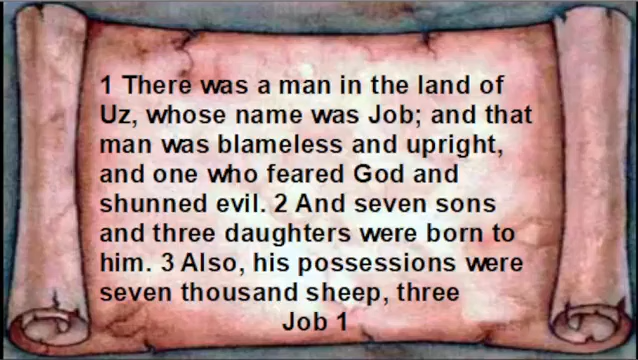 1 There was a man in the land of
Uz, whose name was Job; and that
man was blameless and upright,
and one who feared God and
shunned evil. 2 And seven sons
and three daughters were born to
him. 3 Also, his possessions were
seven thousand sheep, three
Job 1